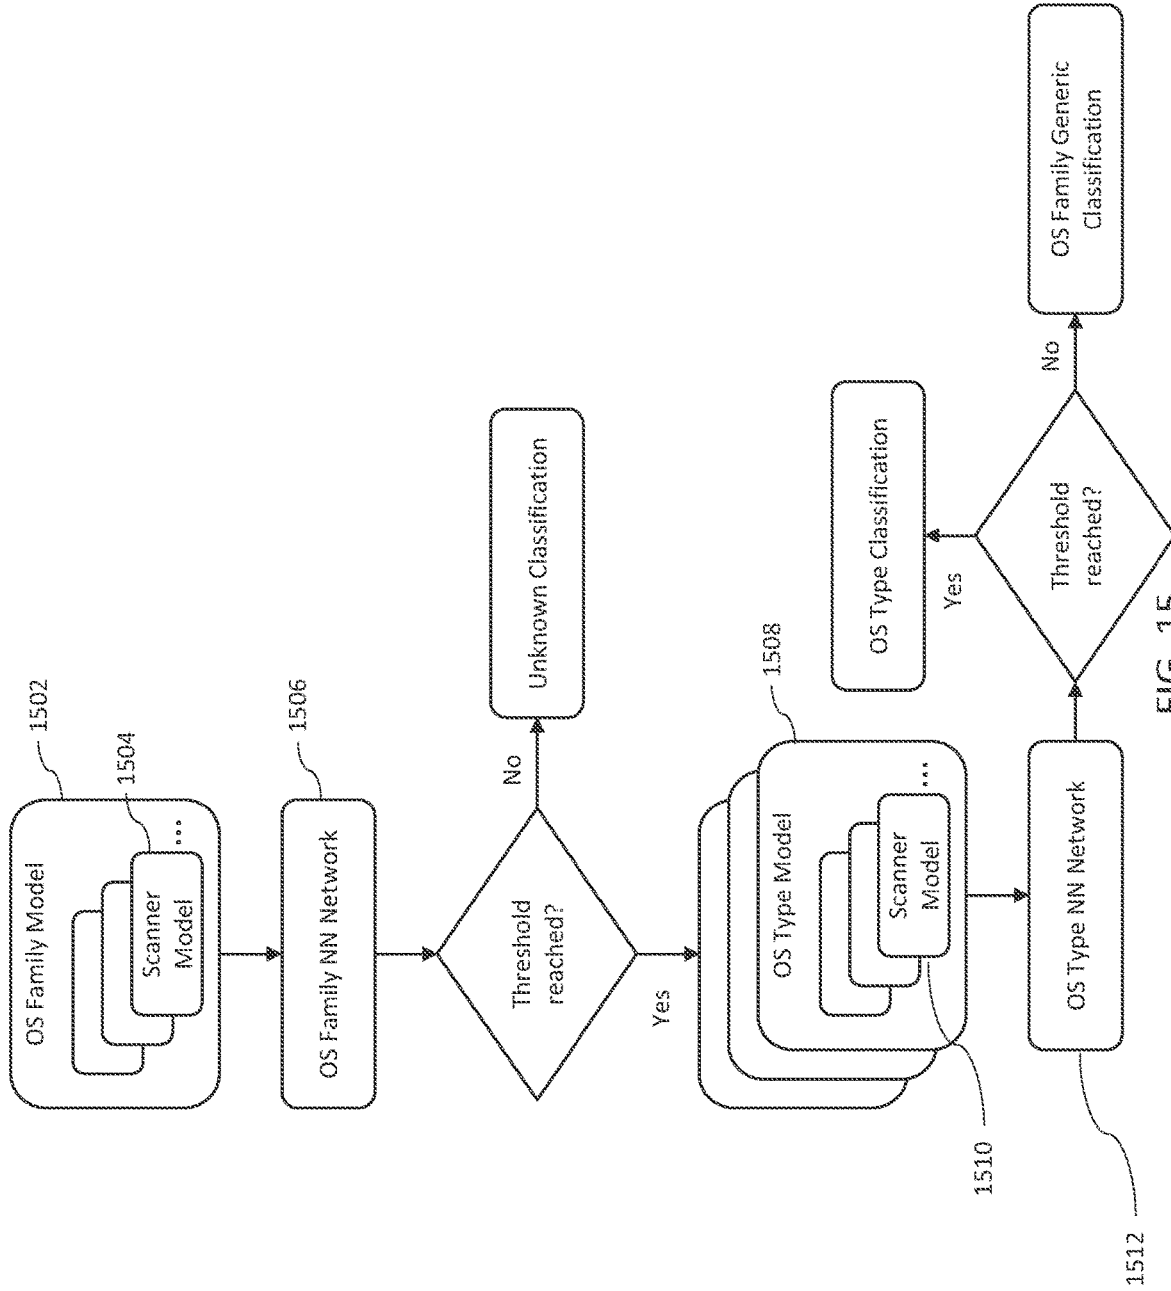 1502
OS Family Model
1504
Scanner
Model
...
1506
OS Family NN Network
Threshold
reached?
No
Unknown Classification
Yes
1508
OS Type Model
Scanner
Model
...
1510
OS Type NN Network
1512
Threshold
reached?
Yes
OS Type Classification
No
OS Family Generic
Classification
FIG. 15